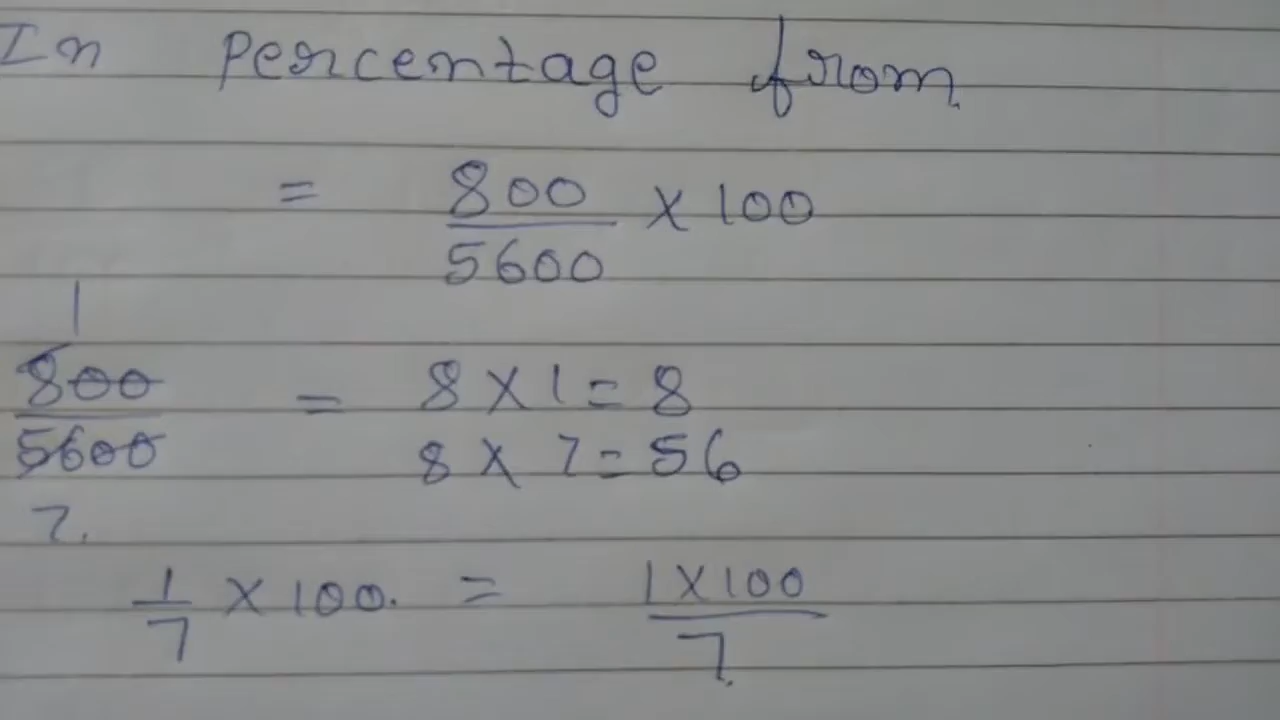 In percentage from
= 800/5600 × 100
1
800/5600 = 8 × 1 = 8
8 × 7 = 56
7.
1/7 × 100. = 1 × 100/7.